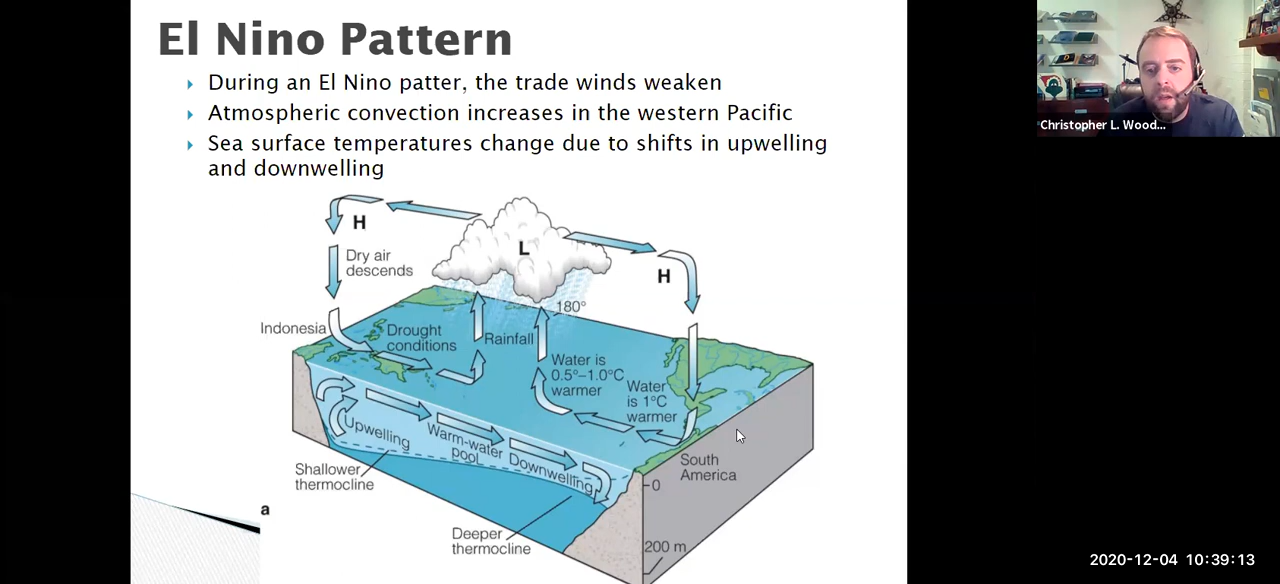 El Nino Pattern
During an El Nino patter, the trade winds weaken
Atmospheric convection increases in the western Pacific
Sea surface temperatures change due to shifts in upwelling
and downwelling
Christopher L. Wood...
H
L
Dry air
descends
H
180°
Indonesia
Drought
conditions
Rainfall
Water is
0.5°–1.0°C
warmer
Water
is 1°C
warmer
Upwelling
Warm-water
pool
Downwelling
South
America
Shallower
thermocline
0
a
Deeper
thermocline
200 m
2020-12-04 10:39:13